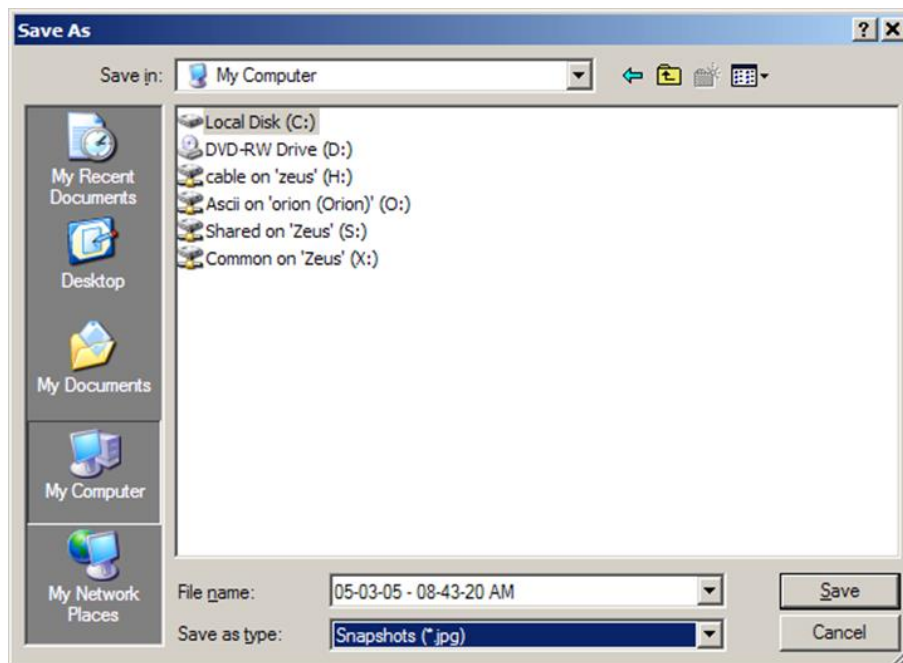 Save As
Save in:
My Computer
My Recent
Documents
Desktop
My Documents
My Computer
My Network
Places
Local Disk (C:)
DVD-RW Drive (D:)
cable on 'zeus' (H:)
Ascii on 'orion (Orion)' (O:)
Shared on 'Zeus' (S:)
Common on 'Zeus' (X:)
File name:
05-03-05 - 08-43-20 AM
Save
Save as type:
Snapshots (*.jpg)
Cancel